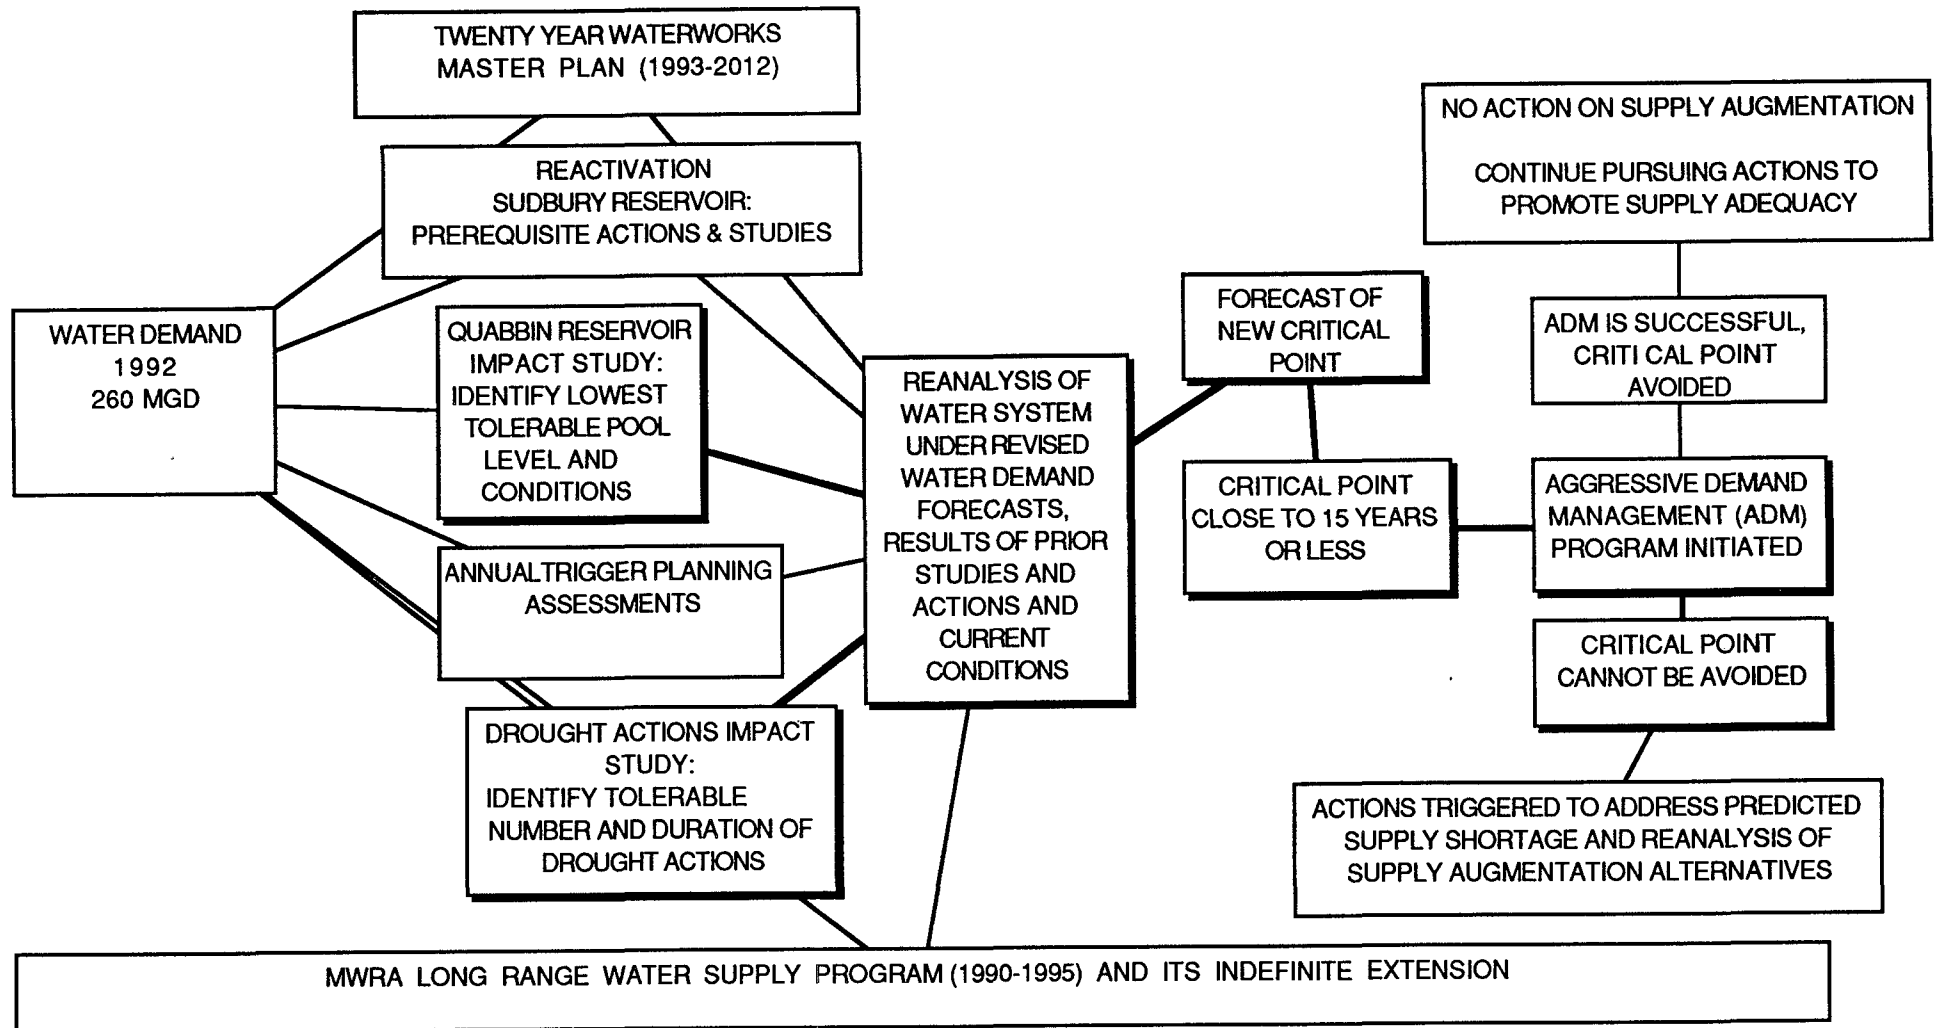 TWENTY YEAR WATERWORKS
MASTER PLAN (1993-2012)
REACTIVATION
SUDBURY RESERVOIR:
PREREQUISITE ACTIONS & STUDIES
WATER DEMAND
1992
260 MGD
QUABBIN RESERVOIR
IMPACT STUDY:
IDENTIFY LOWEST
TOLERABLE POOL
LEVEL AND
CONDITIONS
ANNUALTRIGGER PLANNING
ASSESSMENTS
DROUGHT ACTIONS IMPACT
STUDY:
IDENTIFY TOLERABLE
NUMBER AND DURATION OF
DROUGHT ACTIONS
REANALYSIS OF
WATER SYSTEM
UNDER REVISED
WATER DEMAND
FORECASTS,
RESULTS OF PRIOR
STUDIES AND
ACTIONS AND
CURRENT
CONDITIONS
FORECAST OF
NEW CRITICAL
POINT
CRITICAL POINT
CLOSE TO 15 YEARS
OR LESS
NO ACTION ON SUPPLY AUGMENTATION
CONTINUE PURSUING ACTIONS TO
PROMOTE SUPPLY ADEQUACY
ADM IS SUCCESSFUL,
CRITI CAL POINT
AVOIDED
AGGRESSIVE DEMAND
MANAGEMENT (ADM)
PROGRAM INITIATED
CRITICAL POINT
CANNOT BE AVOIDED
ACTIONS TRIGGERED TO ADDRESS PREDICTED
SUPPLY SHORTAGE AND REANALYSIS OF
SUPPLY AUGMENTATION ALTERNATIVES
MWRA LONG RANGE WATER SUPPLY PROGRAM (1990-1995) AND ITS INDEFINITE EXTENSION